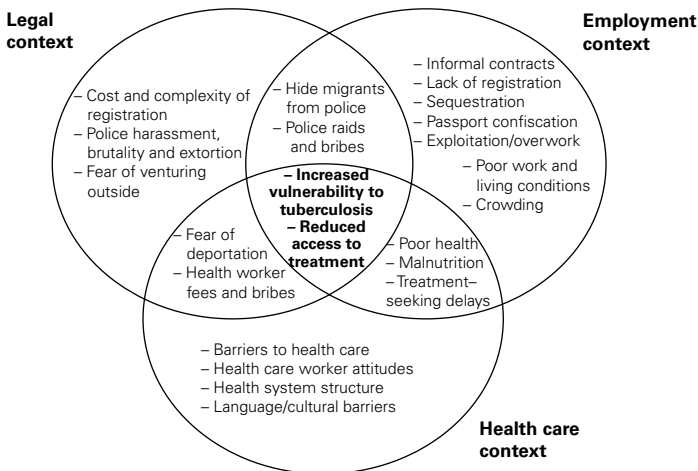 Legal
context
Employment
context
– Cost and complexity of
registration
– Police harassment,
brutality and extortion
– Fear of venturing
outside
– Hide migrants
from police
– Police raids
and bribes
– Informal contracts
– Lack of registration
– Sequestration
– Passport confiscation
– Exploitation/overwork
– Poor work and
living conditions
– Crowding
– Increased
vulnerability to
tuberculosis
– Reduced
access to
treatment
– Fear of
deportation
– Health worker
fees and bribes
– Poor health
– Malnutrition
– Treatment–
seeking delays
– Barriers to health care
– Health care worker attitudes
– Health system structure
– Language/cultural barriers
Health care
context